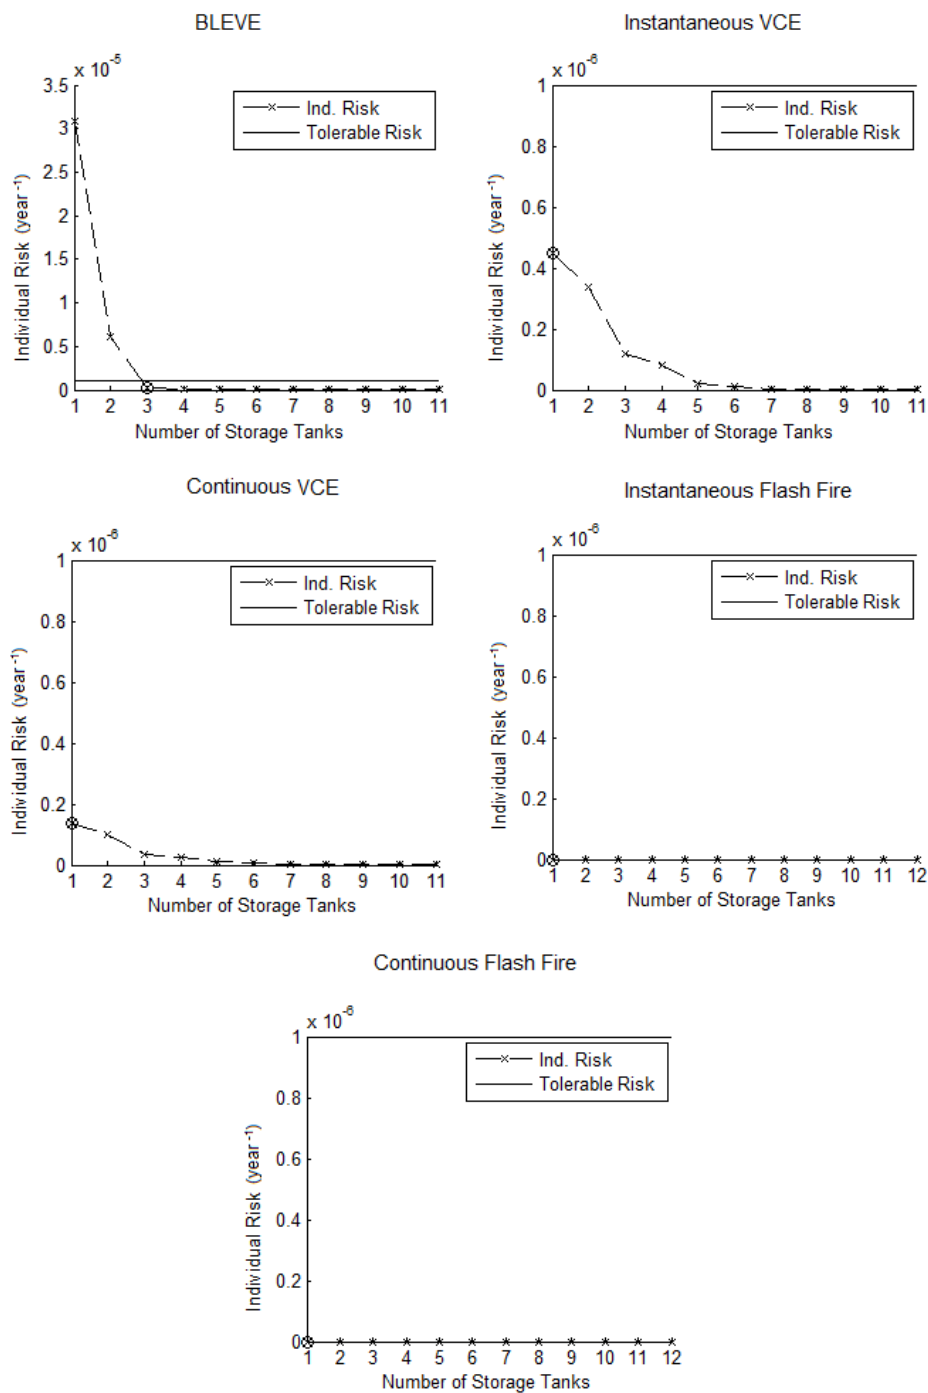 BLEVE
x 10⁻⁵
3.5
3
2.5
2
1.5
1
0.5
0
1 2 3 4 5 6 7 8 9 10 11
Individual Risk (year⁻¹)
Number of Storage Tanks
Ind. Risk
Tolerable Risk
Instantaneous VCE
x 10⁻⁶
1
0.8
0.6
0.4
0.2
0
1 2 3 4 5 6 7 8 9 10 11
Individual Risk (year⁻¹)
Number of Storage Tanks
Ind. Risk
Tolerable Risk
Continuous VCE
x 10⁻⁶
1
0.8
0.6
0.4
0.2
0
1 2 3 4 5 6 7 8 9 10 11
Individual Risk (year⁻¹)
Number of Storage Tanks
Ind. Risk
Tolerable Risk
Instantaneous Flash Fire
x 10⁻⁶
1
0.8
0.6
0.4
0.2
0
1 2 3 4 5 6 7 8 9 10 11 12
Individual Risk (year⁻¹)
Number of Storage Tanks
Ind. Risk
Tolerable Risk
Continuous Flash Fire
x 10⁻⁶
1
0.8
0.6
0.4
0.2
0
1 2 3 4 5 6 7 8 9 10 11 12
Individual Risk (year⁻¹)
Number of Storage Tanks
Ind. Risk
Tolerable Risk